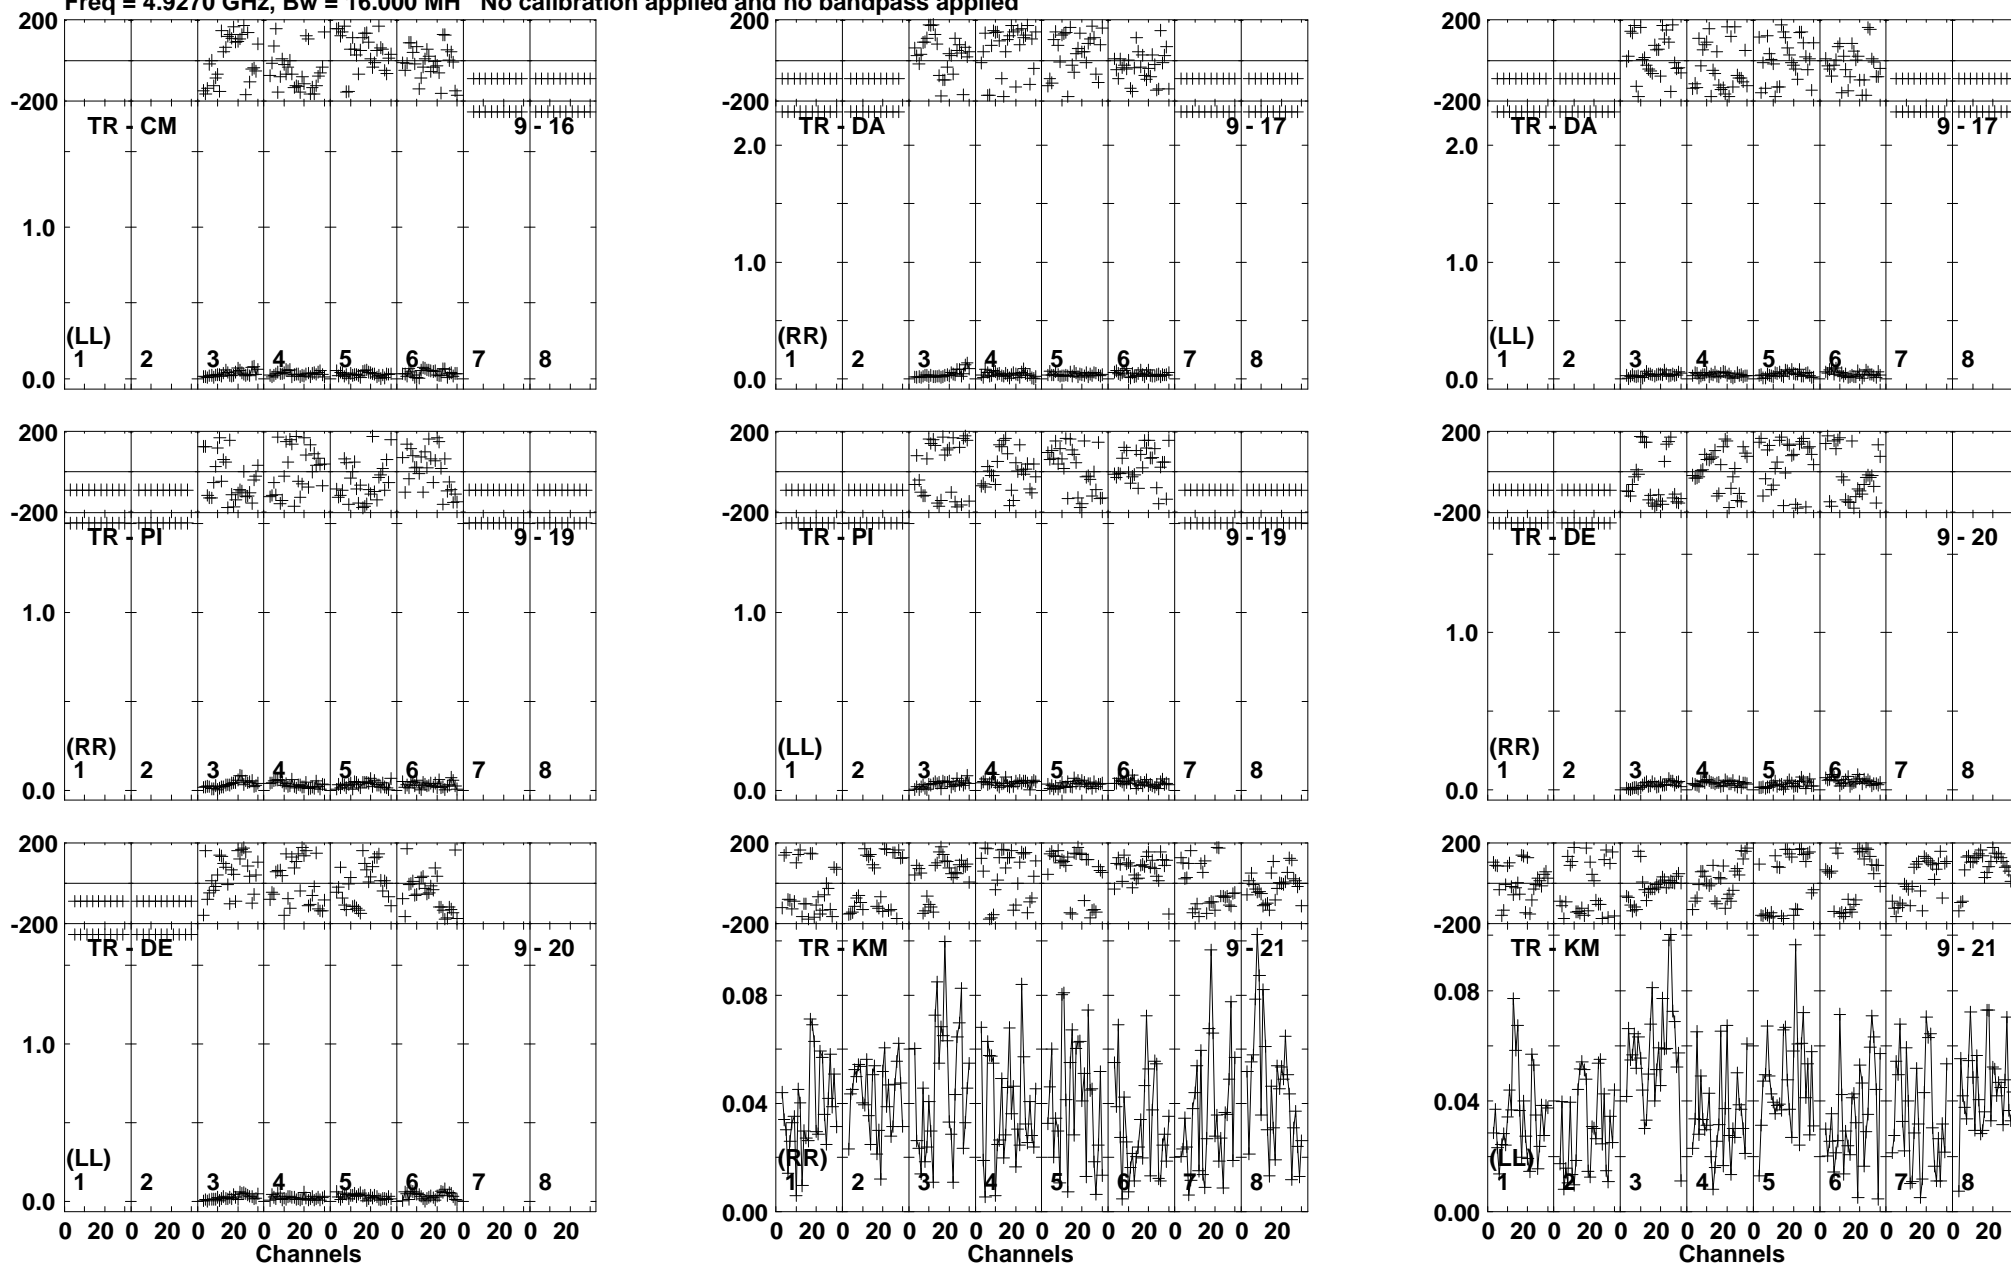 Freq = 4.9270 GHz, Bw = 16.000 MH No calibration applied and no bandpass applied
200 200 200
-200 -200 -200
TR - CM 9 - 16 TR - DA 9 - 17 TR - DA 9 - 17
2.0 2.0
1.0 1.0 1.0
(LL) (RR) (LL)
1 2 3 4 5 6 7 8 1 2 3 4 5 6 7 8 1 2 3 4 5 6 7 8
0.0 0.0 0.0
200 200 200
-200 -200 -200
TR - PI 9 - 19 TR - PI 9 - 19 TR - DE 9 - 20
1.0 1.0 1.0
(RR) (LL) (RR)
1 2 3 4 5 6 7 8 1 2 3 4 5 6 7 8 1 2 3 4 5 6 7 8
0.0 0.0 0.0
200 200 200
-200 -200 -200
TR - DE 9 - 20 TR - KM 9 - 21 TR - KM 9 - 21
0.08 0.08
1.0
0.04 0.04
(LL) (RR) (LL)
1 2 3 4 5 6 7 8 1 2 3 4 5 6 7 8 1 2 3 4 5 6 7 8
0.0 0.00 0.00
0 20 0 20 0 20 0 20 0 20 0 20 0 20 0 20 0 20 0 20 0 20 0 20 0 20 0 20 0 20 0 20 0 20 0 20 0 20 0 20 0 20 0 20 0 20 0 20
Channels Channels Channels